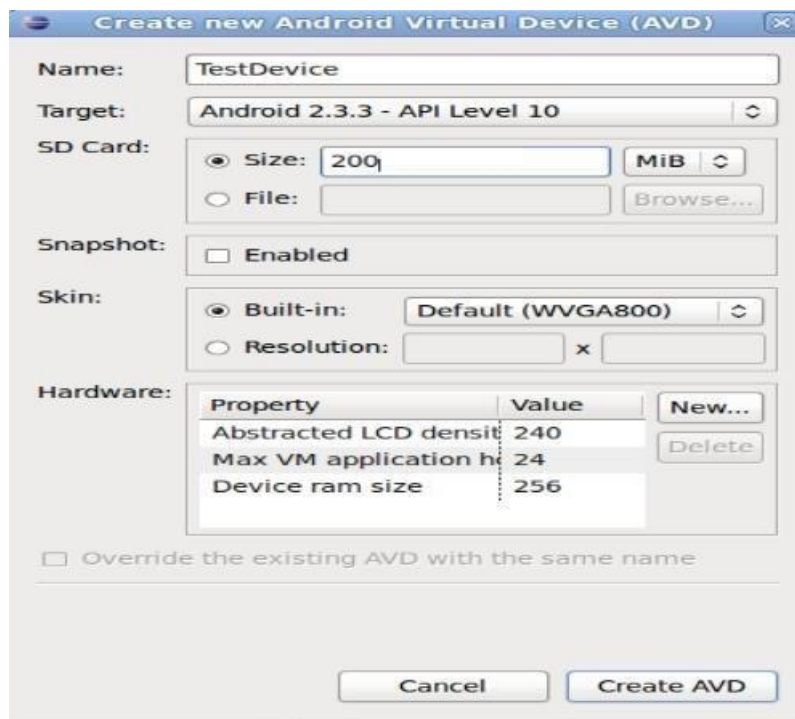 Create new Android Virtual Device (AVD)
Name: TestDevice
Target: Android 2.3.3 - API Level 10
SD Card:
Size: 200 MiB
File: Browse...
Snapshot:
Enabled
Skin:
Built-in: Default (WVGA800)
Resolution: x
Hardware:
Property Value New...
Abstracted LCD densit 240 Delete
Max VM application he 24
Device ram size 256
Override the existing AVD with the same name
Cancel Create AVD